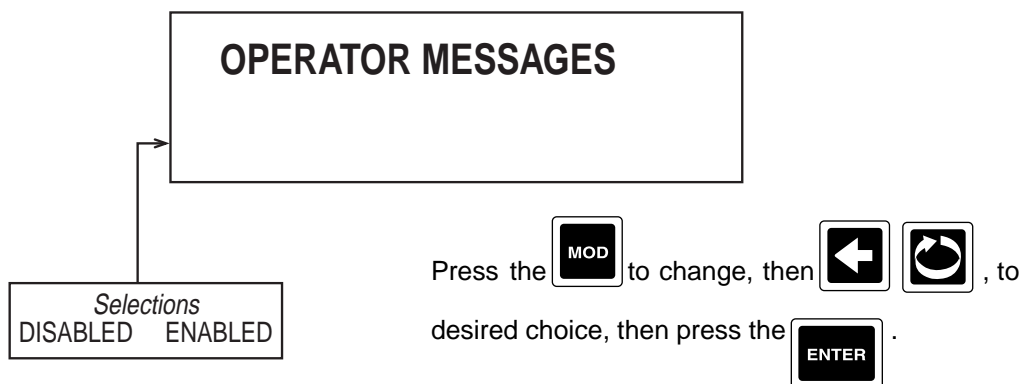 OPERATOR MESSAGES
Selections
DISABLED ENABLED
Press the MOD to change, then , to
desired choice, then press the ENTER .